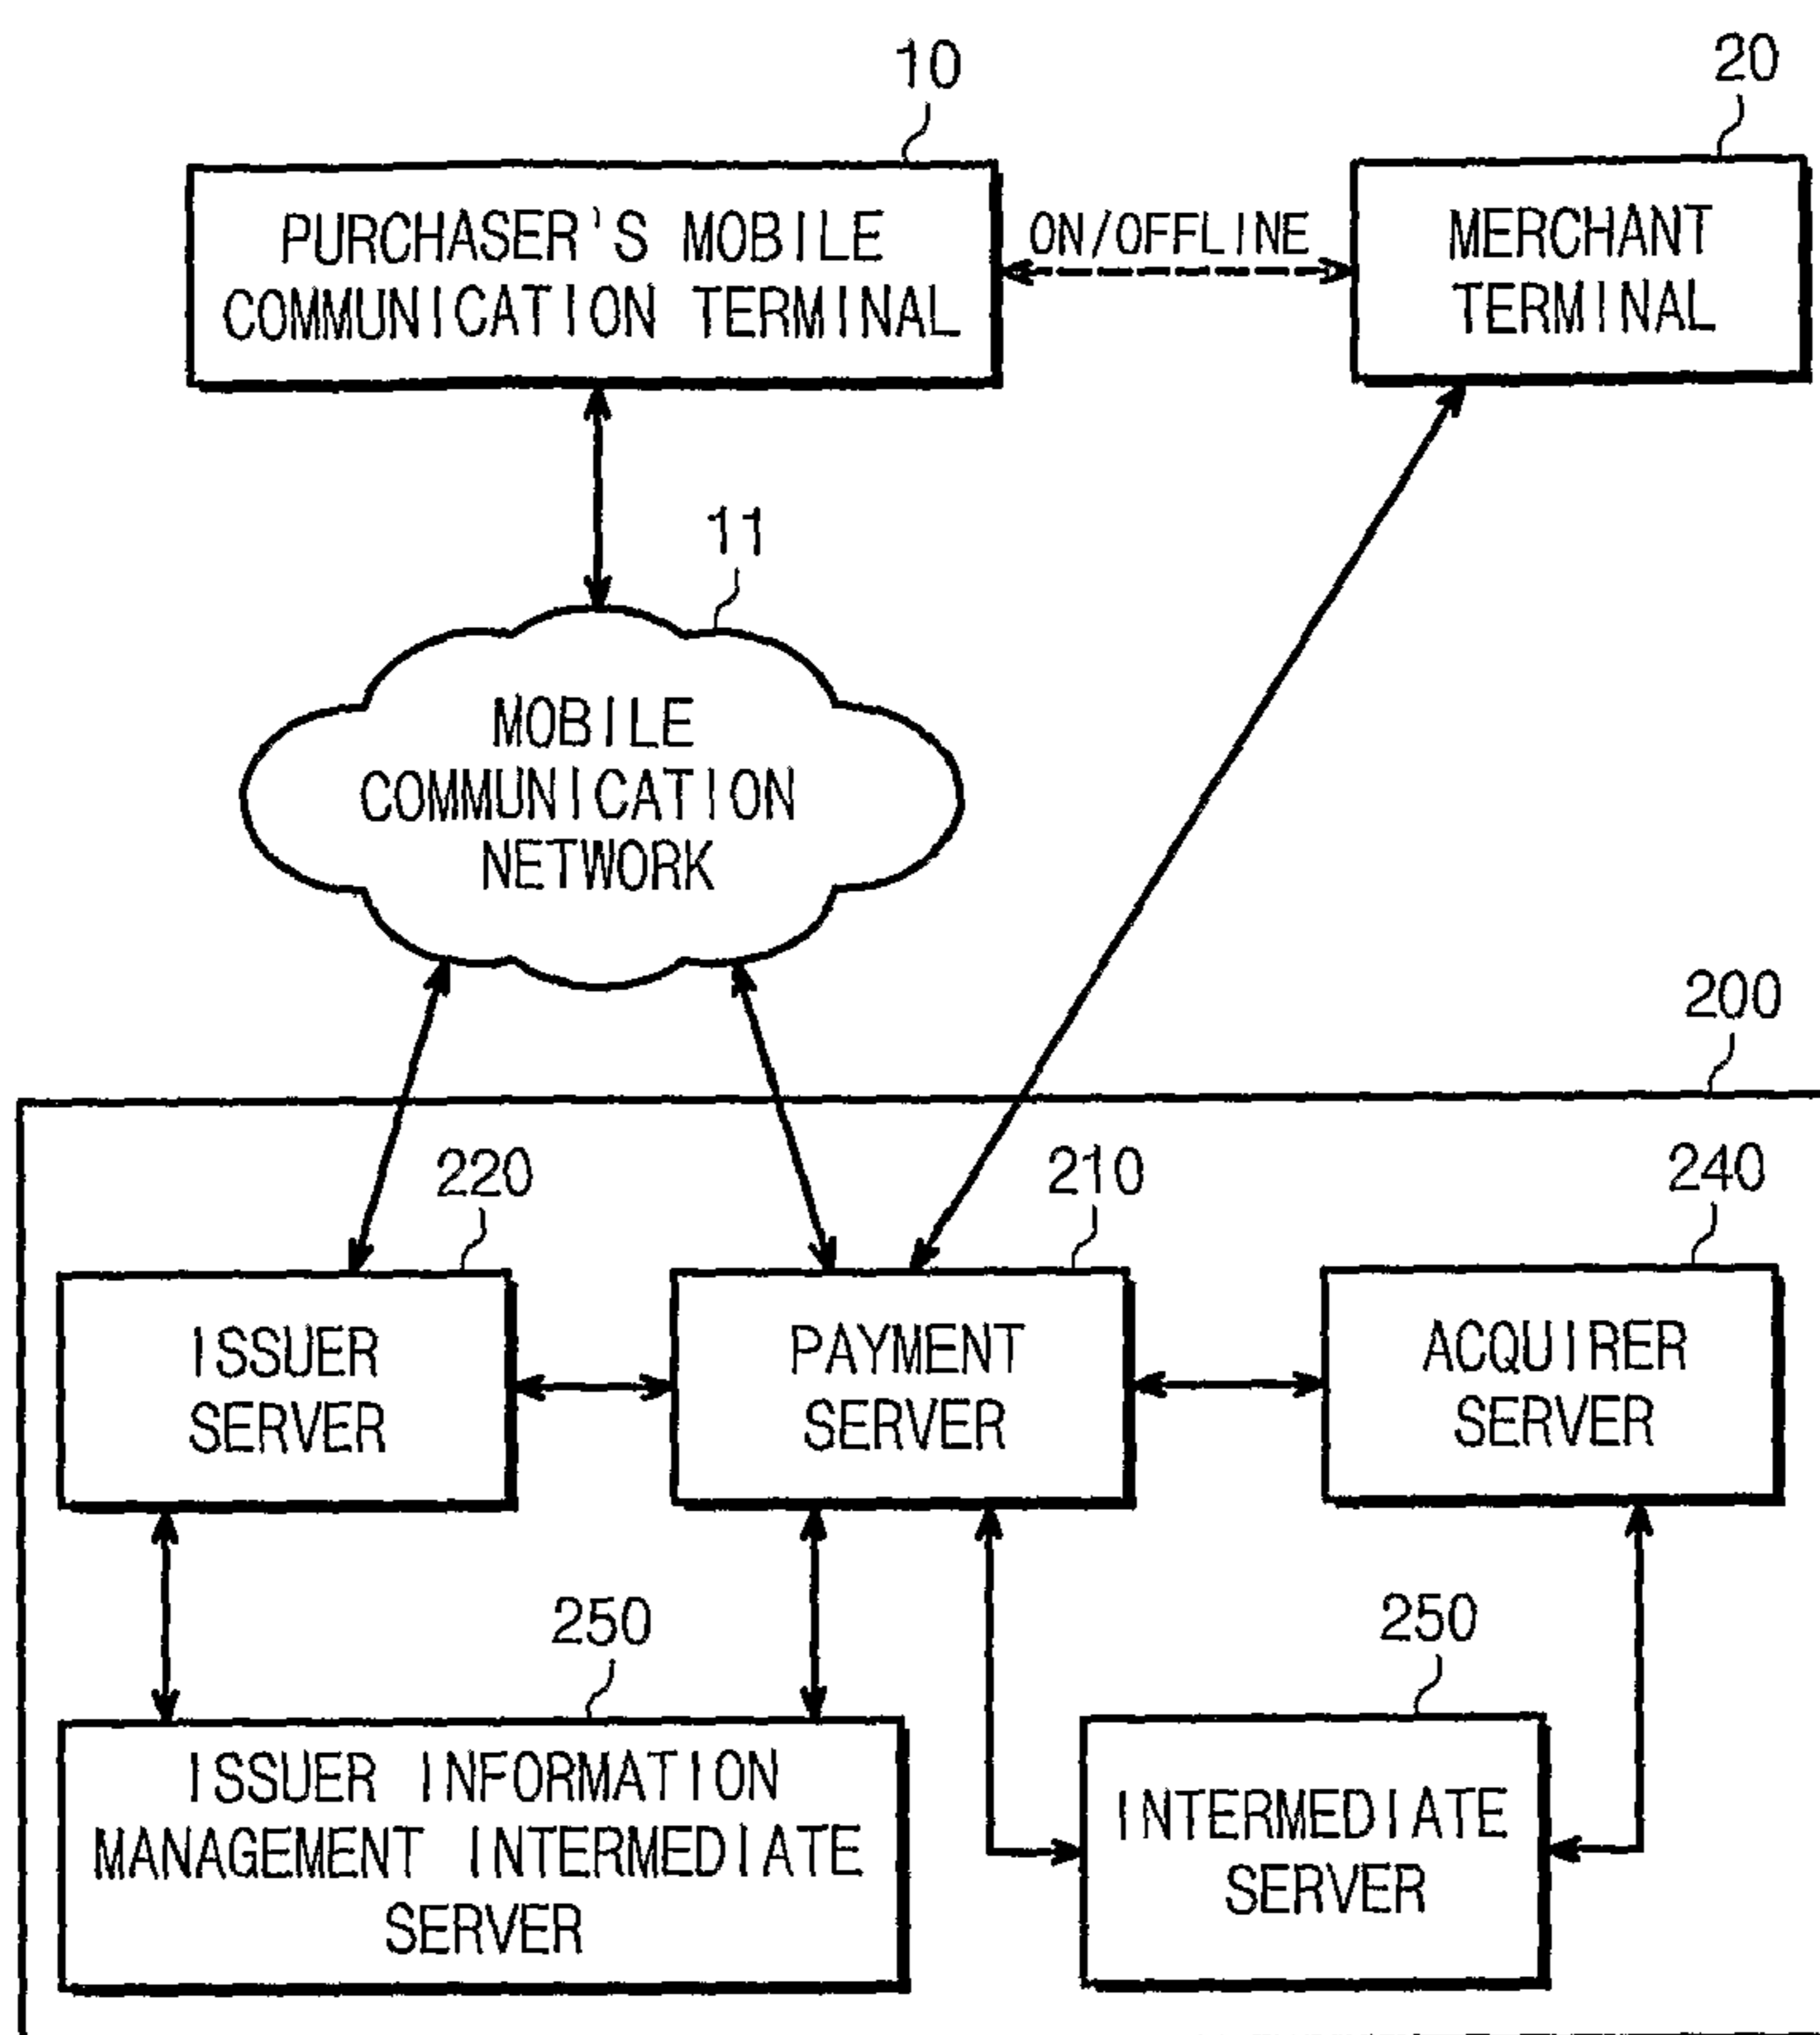 10
20
PURCHASER'S MOBILE
COMMUNICATION TERMINAL
ON/OFFLINE
MERCHANT
TERMINAL
11
MOBILE
COMMUNICATION
NETWORK
200
220
210
240
ISSUER
SERVER
PAYMENT
SERVER
ACQUIRER
SERVER
250
250
ISSUER INFORMATION
MANAGEMENT INTERMEDIATE
SERVER
INTERMEDIATE
SERVER